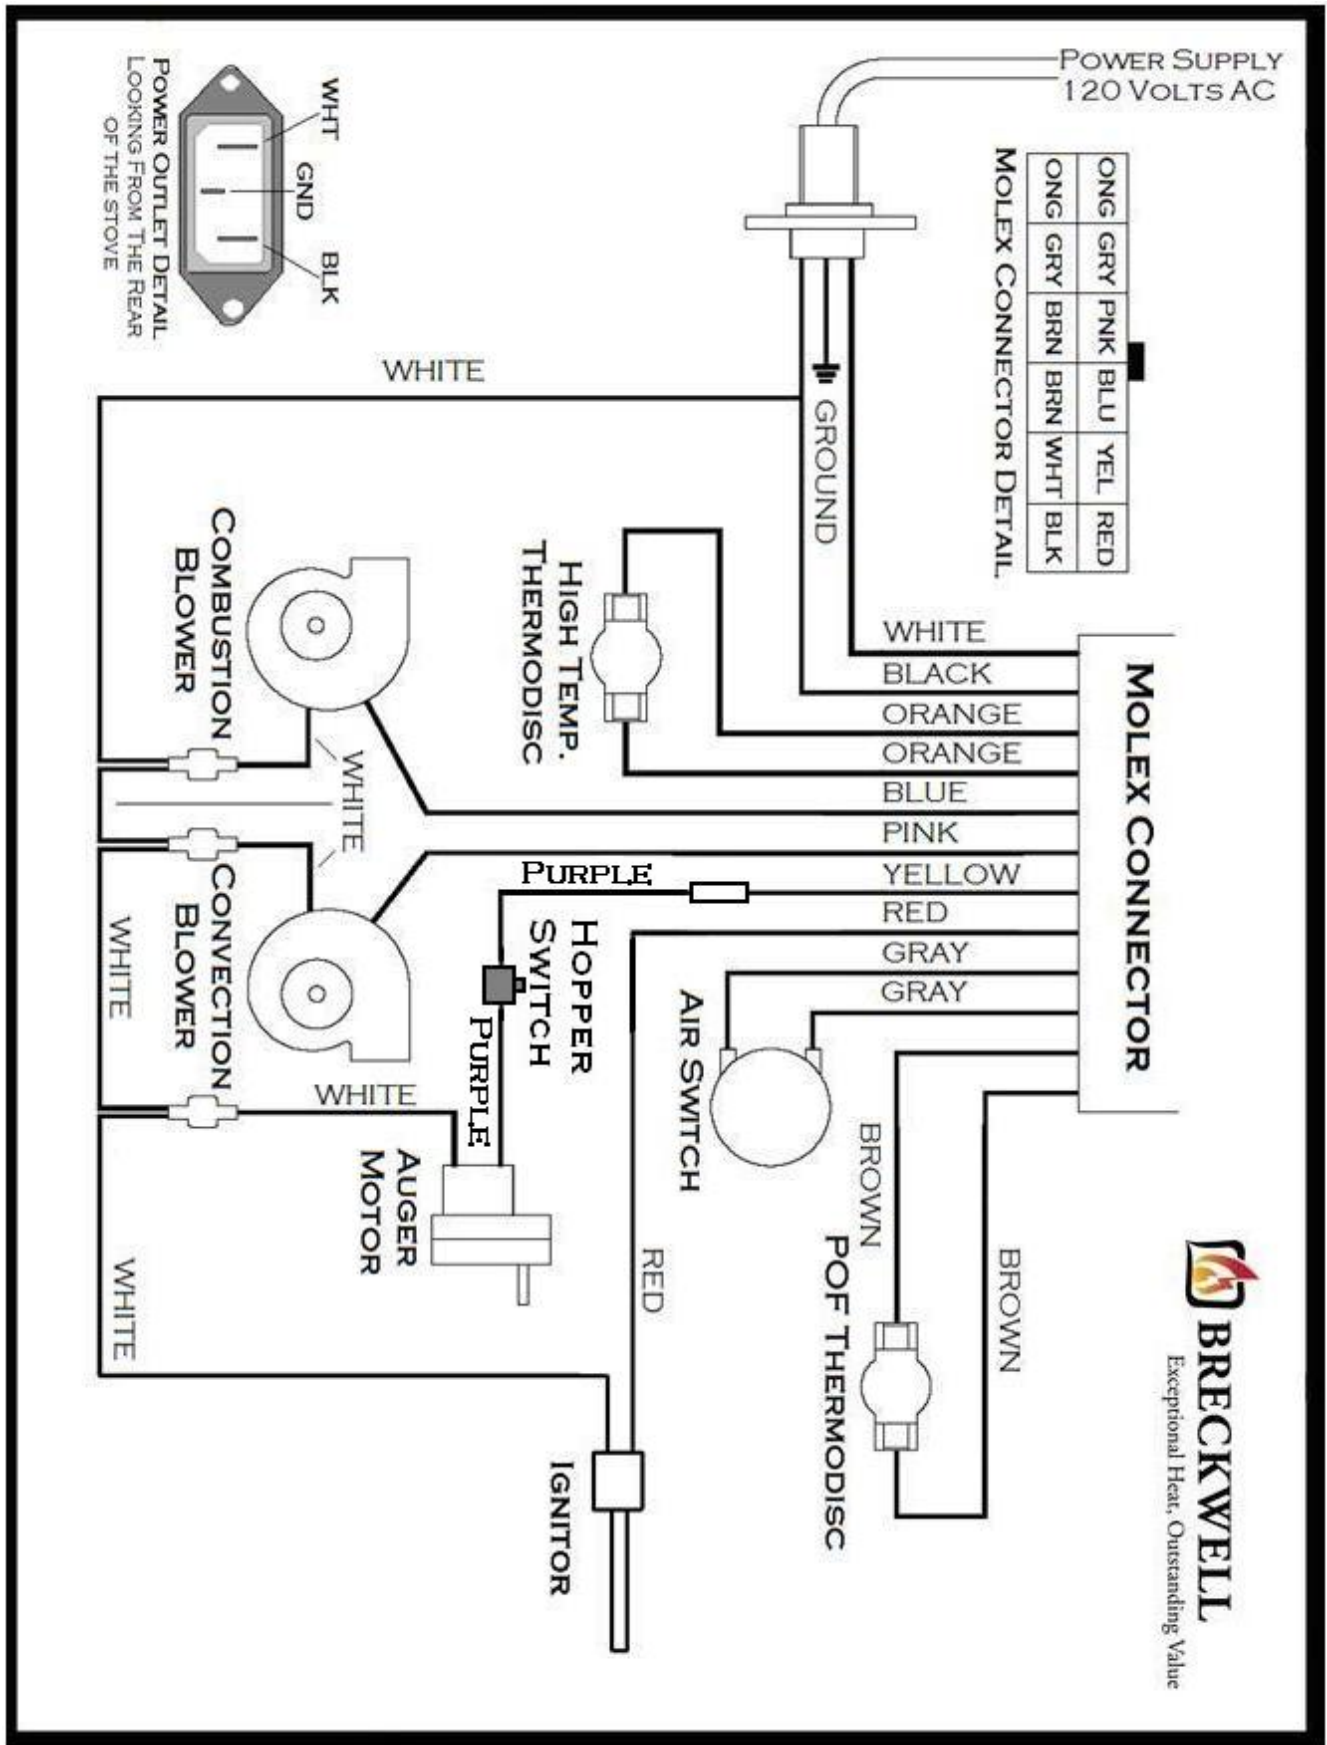 POWER SUPPLY
120 VOLTS AC
WHT
GND
BLK
POWER OUTLET DETAIL
LOOKING FROM THE REAR
OF THE STOVE
ONG GRY PNK BLU YEL RED
ONG GRY BRN BRN WHT BLK
MOLEX CONNECTOR DETAIL
WHITE
GROUND
COMBUSTION
BLOWER
HIGH TEMP.
THERMODISC
WHITE
BLACK
ORANGE
ORANGE
BLUE
PINK
YELLOW
RED
GRAY
GRAY
MOLEX CONNECTOR
WHITE
PURPLE
HOPPER
SWITCH
PURPLE
CONVECTION
BLOWER
WHITE
WHITE
AUGER
MOTOR
AIR SWITCH
BROWN
BROWN
POF THERMODISC
RED
WHITE
IGNITOR
BRECKWELL
Exceptional Heat, Outstanding Value